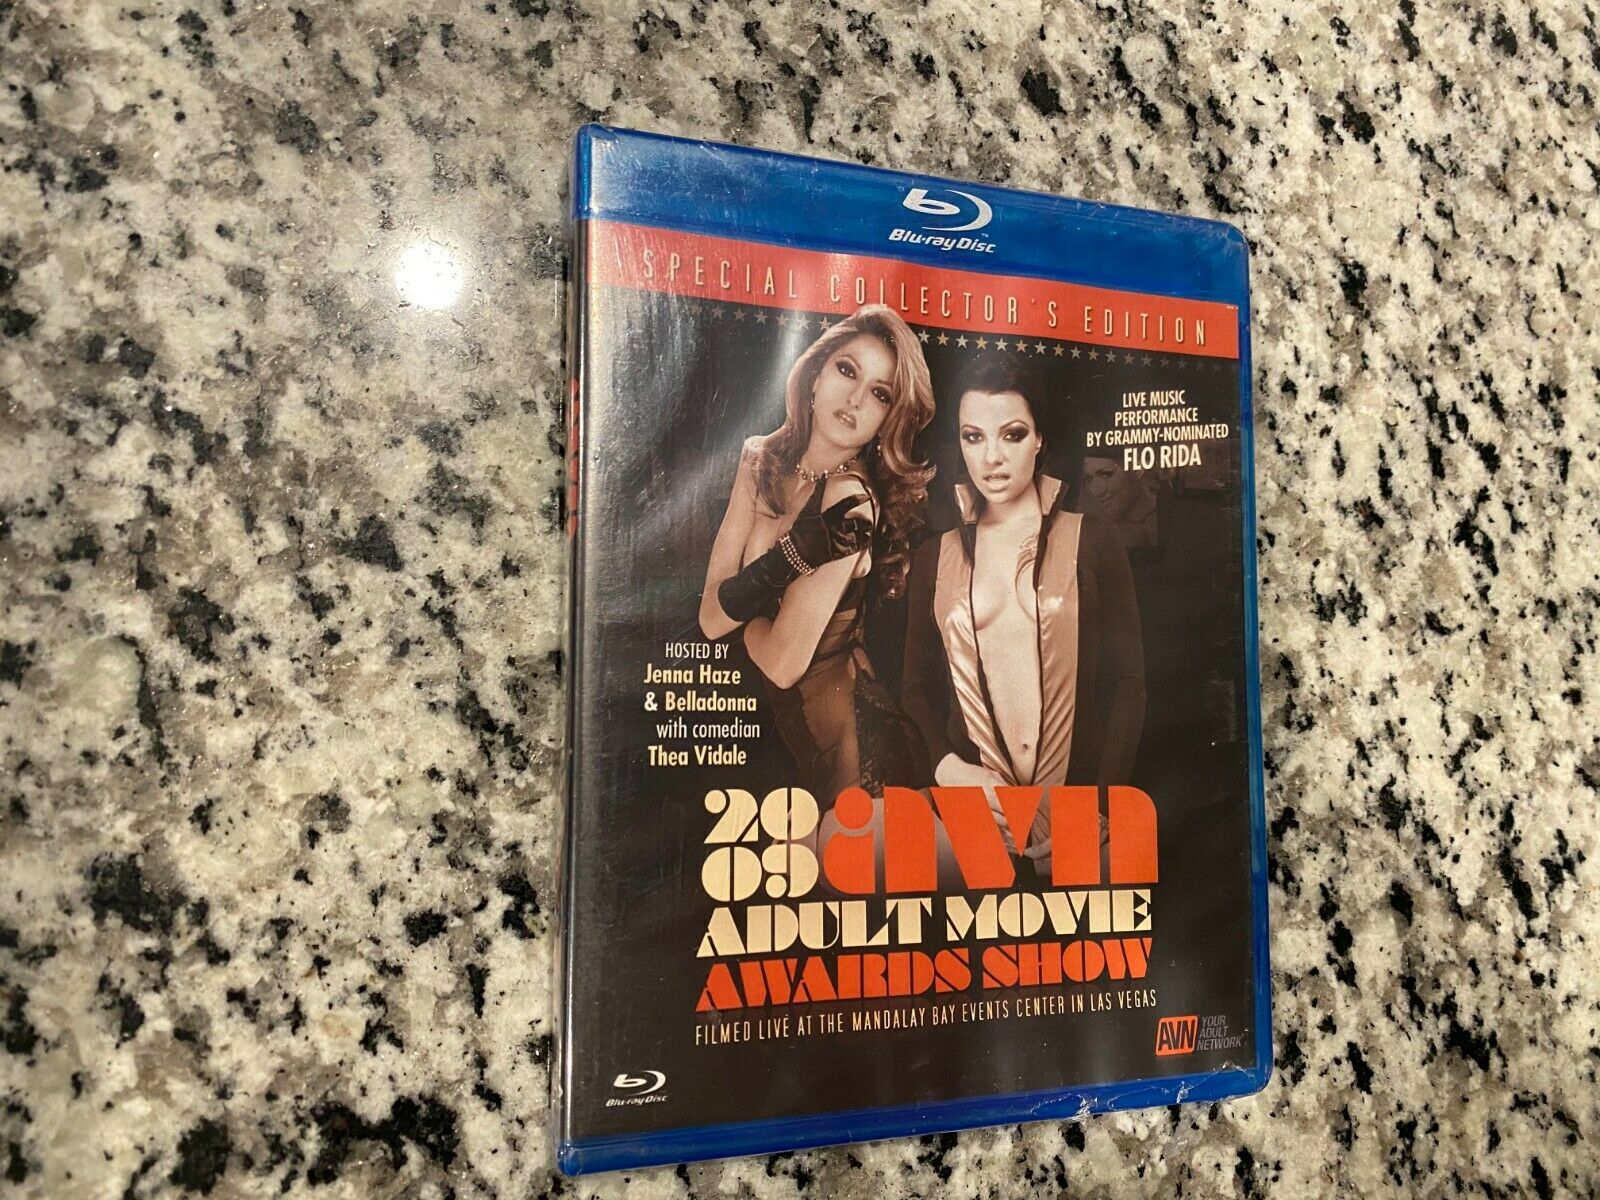 Blu-ray Disc
SPECIAL COLLECTOR'S EDITION
LIVE MUSIC
PERFORMANCE
BY GRAMMY-NOMINATED
FLO RIDA
HOSTED BY
Jenna Haze
& Belladonna
with comedian
Thea Vidale
2009 avn
ADULT MOVIE
AWARDS SHOW
FILMED LIVE AT THE MANDALAY BAY EVENTS CENTER IN LAS VEGAS
AVN YOUR
ADULT
NETWORK
Blu-ray Disc